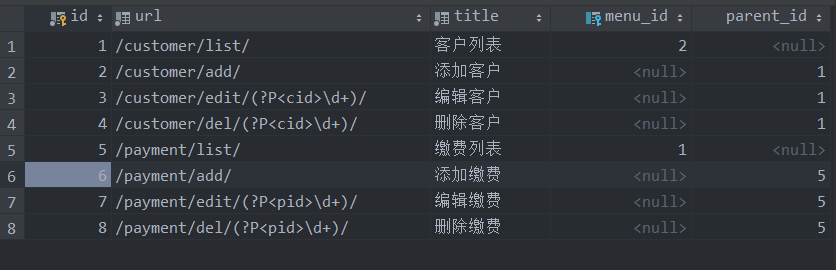 id url title menu_id parent_id
1 1 /customer/list/ 客户列表 2 <null>
2 2 /customer/add/ 添加客户 <null> 1
3 3 /customer/edit/(?P<cid>\d+)/ 编辑客户 <null> 1
4 4 /customer/del/(?P<cid>\d+)/ 删除客户 <null> 1
5 5 /payment/list/ 缴费列表 1 <null>
6 6 /payment/add/ 添加缴费 <null> 5
7 7 /payment/edit/(?P<pid>\d+)/ 编辑缴费 <null> 5
8 8 /payment/del/(?P<pid>\d+)/ 删除缴费 <null> 5